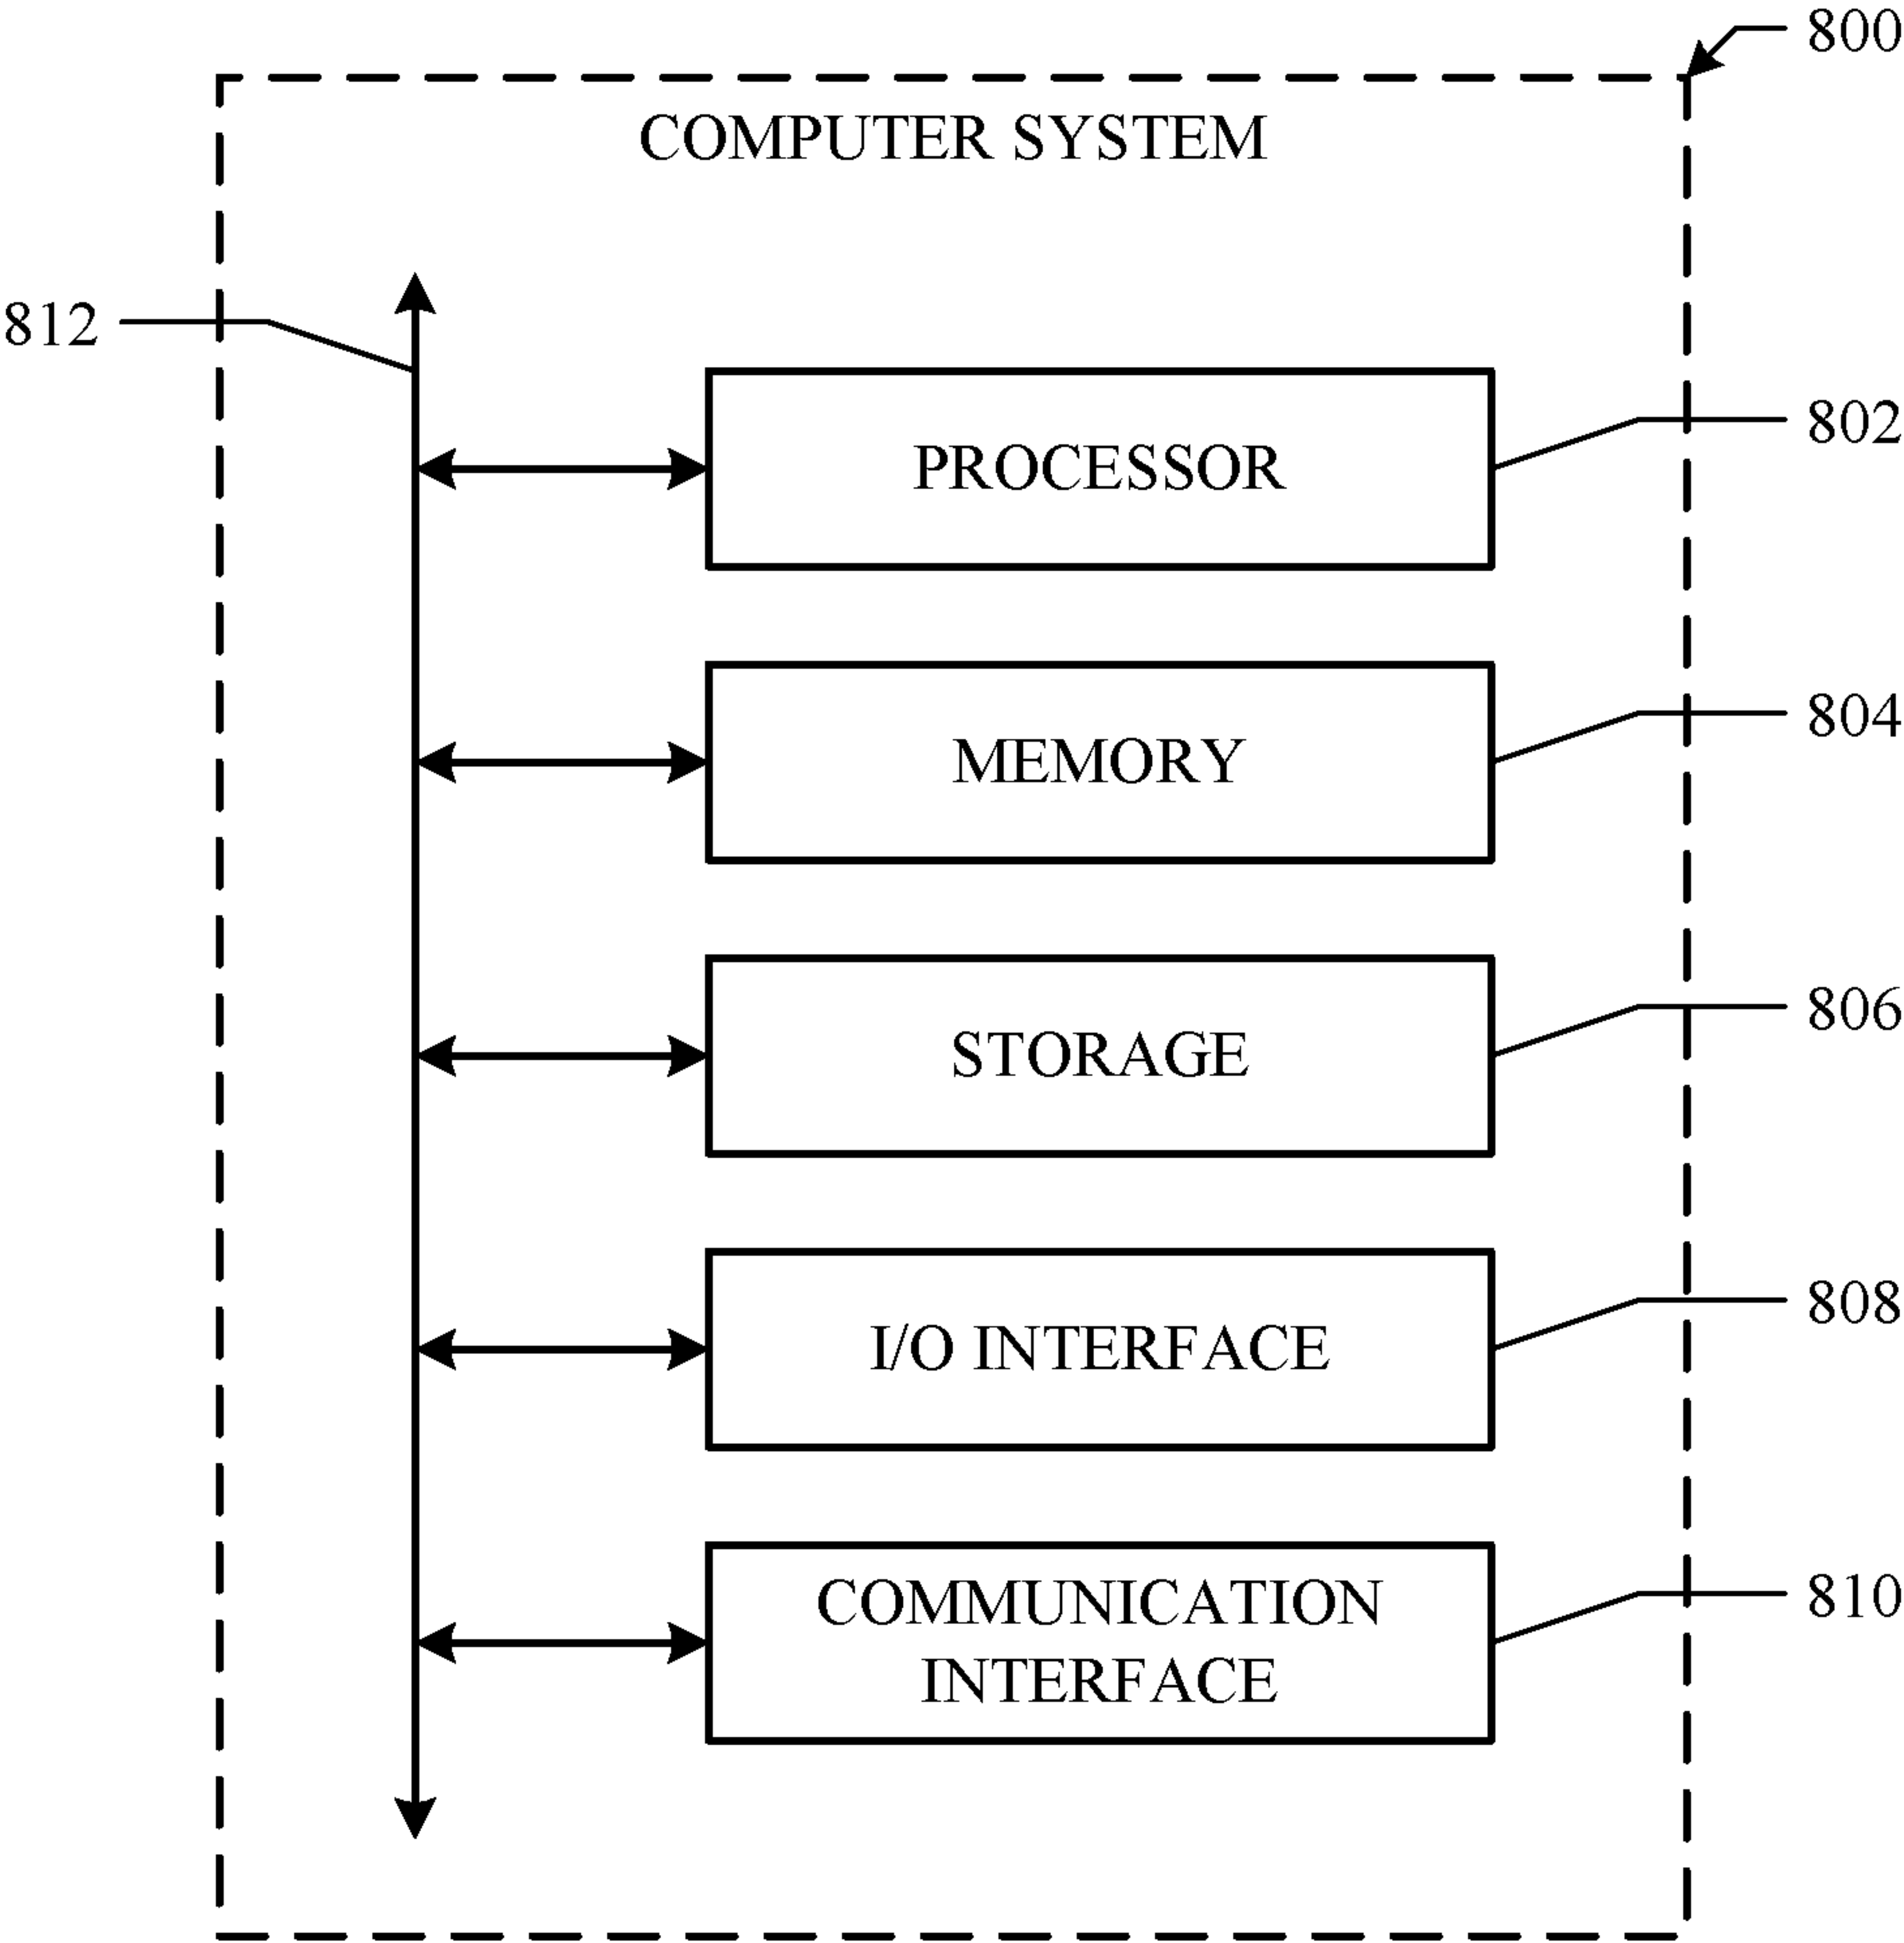 800
COMPUTER SYSTEM
812
PROCESSOR
802
MEMORY
804
STORAGE
806
I/O INTERFACE
808
COMMUNICATION
INTERFACE
810